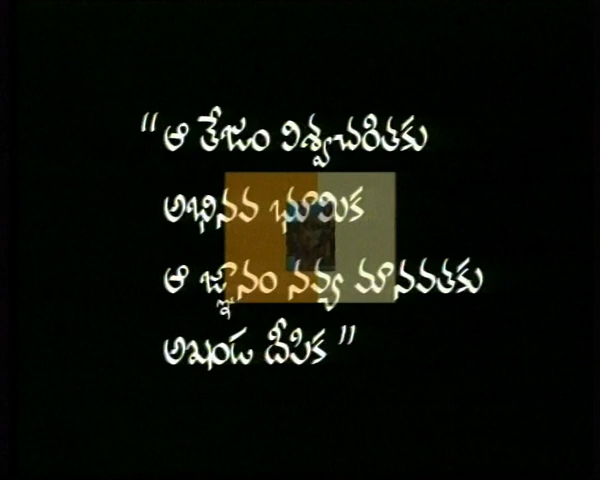 "ఆ తేజం విశ్వచరితకు
అభినవ భూమిక
ఆ జ్ఞానం నవ్య మానవతకు
అఖండ దీపిక"